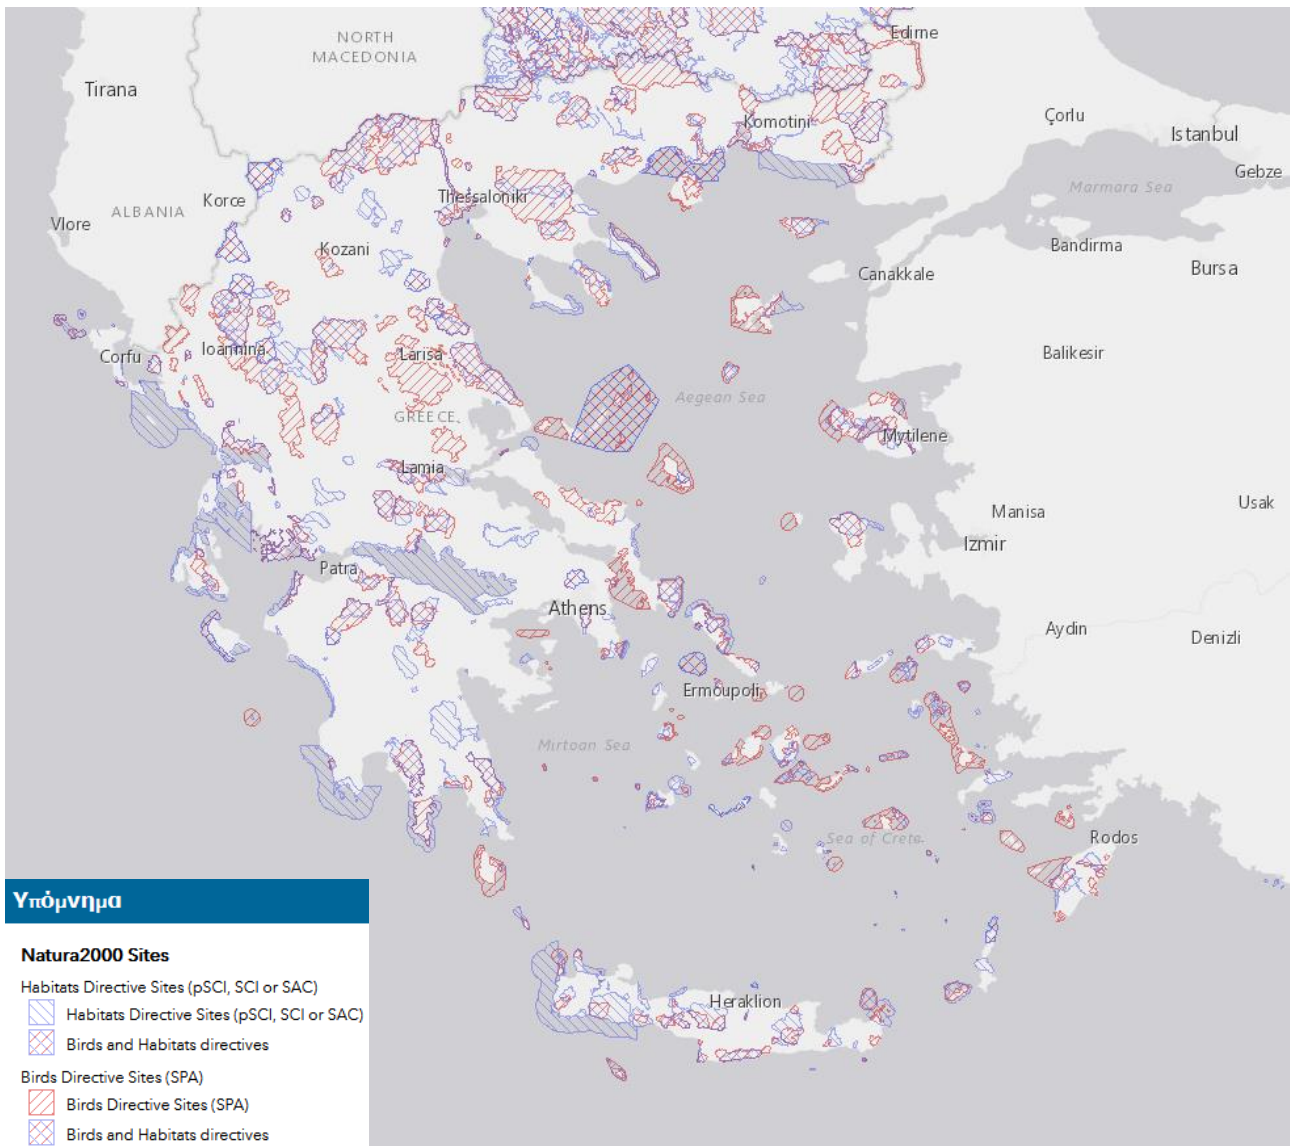 Edirne
NORTH
MACEDONIA
Tirana
Komotini
Çorlu
Istanbul
Gebze
Marmara Sea
Korce
Thessaloniki
ALBANIA
Vlore
Kozani
Bandirma
Canakkale
Bursa
Corfu
Ioannina
Larisa
Balikesir
Aegean Sea
GREECE
Mytilene
Lamia
Usak
Manisa
Izmir
Patra
Athens
Aydin
Denizli
Ermoupoli
Mirtoan Sea
Sea of Crete
Rodos
Heraklion
Υπόμνημα
Natura2000 Sites
Habitats Directive Sites (pSCI, SCI or SAC)
Habitats Directive Sites (pSCI, SCI or SAC)
Birds and Habitats directives
Birds Directive Sites (SPA)
Birds Directive Sites (SPA)
Birds and Habitats directives